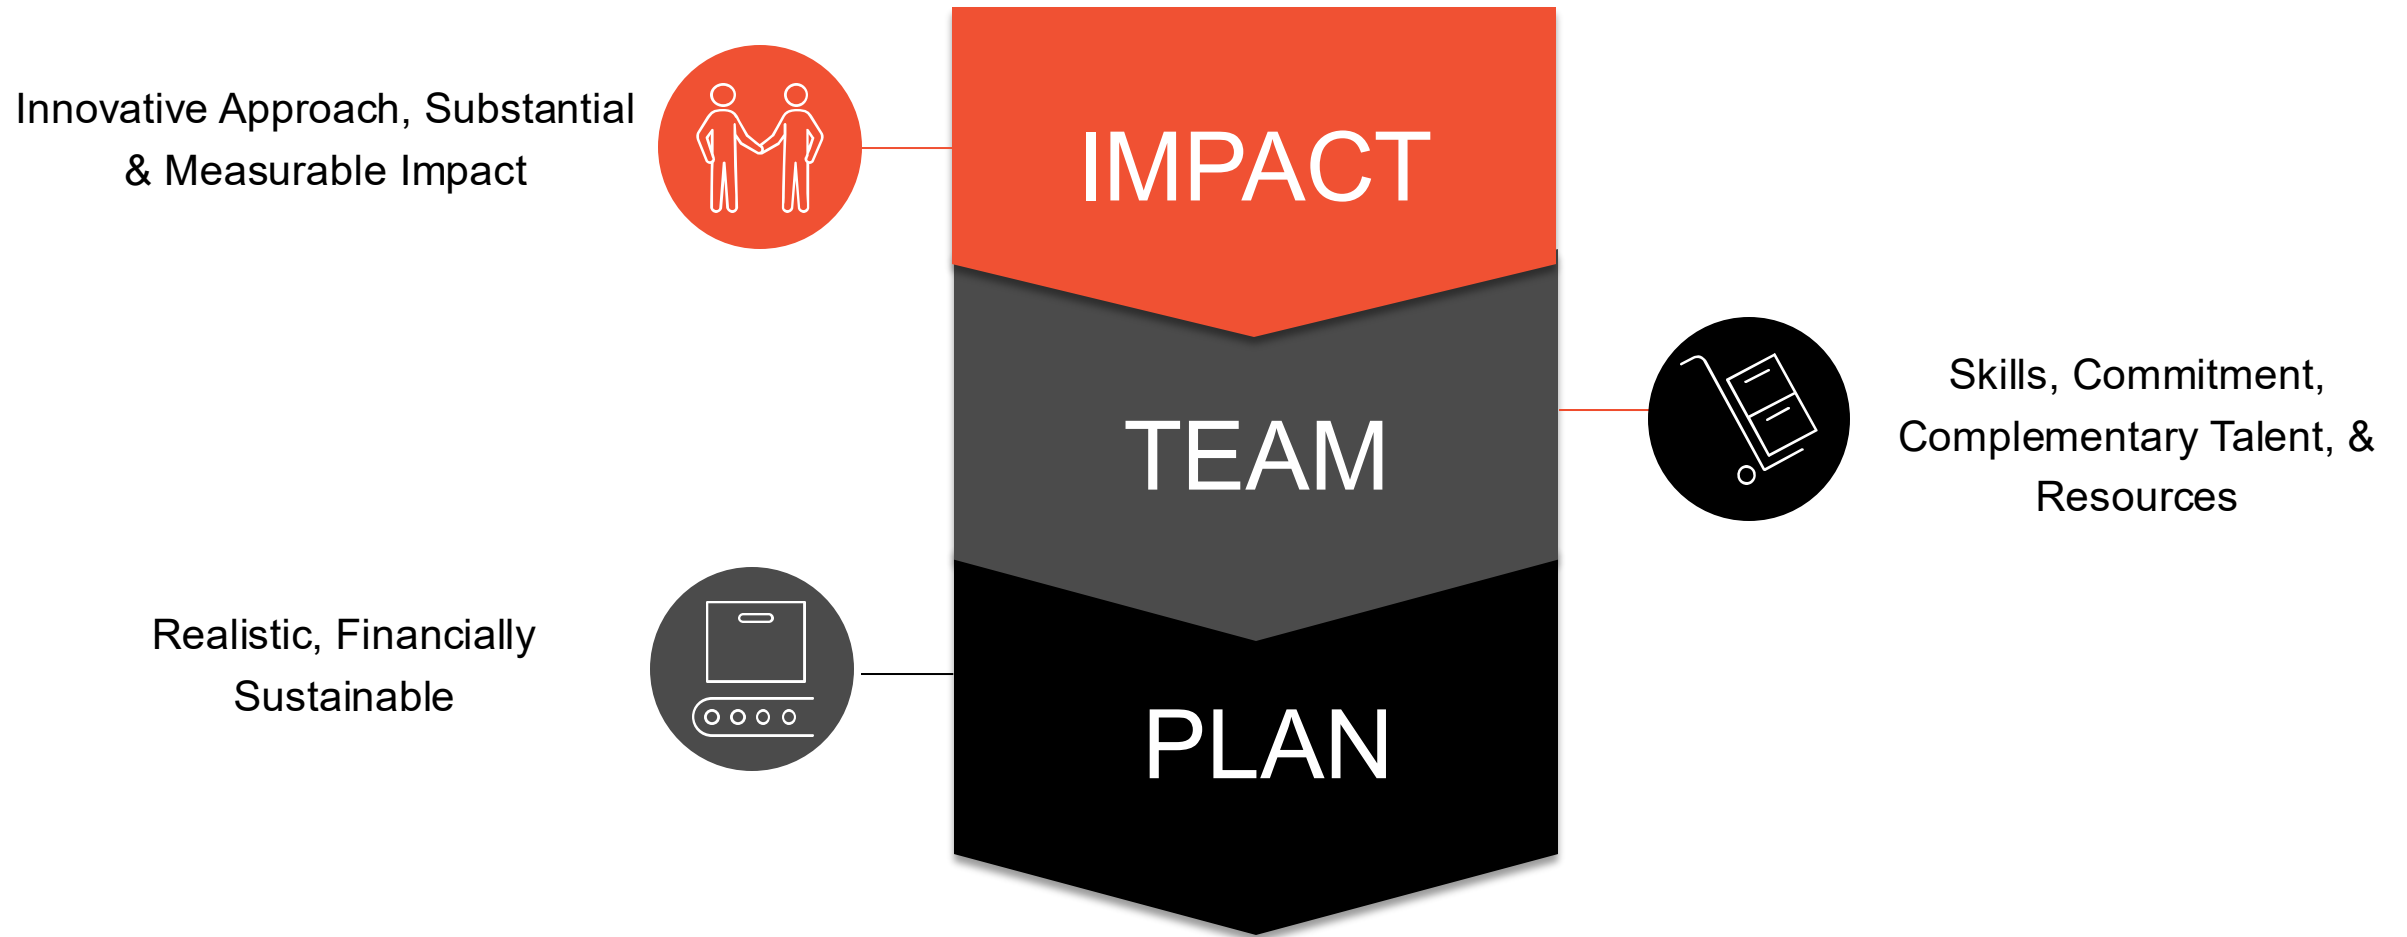 Innovative Approach, Substantial
& Measurable Impact
IMPACT
TEAM
Skills, Commitment,
Complementary Talent, &
Resources
Realistic, Financially
Sustainable
PLAN